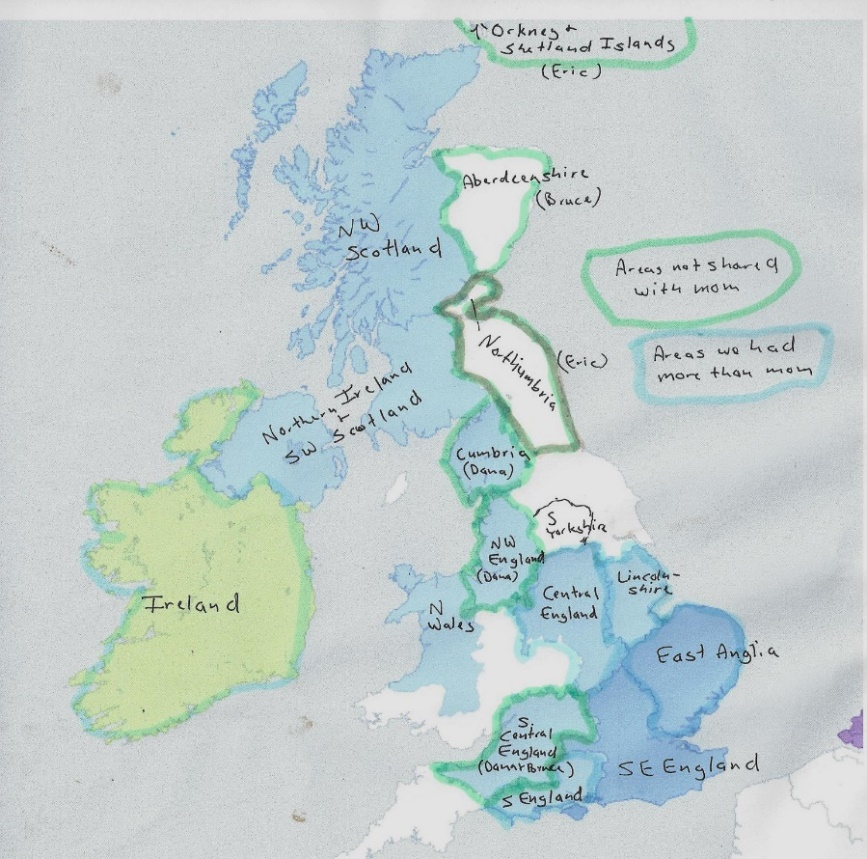 ↑ Orkney +
Shetland Islands
(Eric)
Aberdeenshire
(Bruce)
NW
Scotland
Areas not shared
with mom
Areas we had
more than mom
Northumbria
(Eric)
Northern Ireland
+
SW Scotland
Cumbria
(Dana)
S
Yorkshire
NW
England
(Dana)
Lincoln-
shire
Central
England
Ireland
N
Wales
East Anglia
S.
Central
England
(Dana + Bruce)
SE England
S England